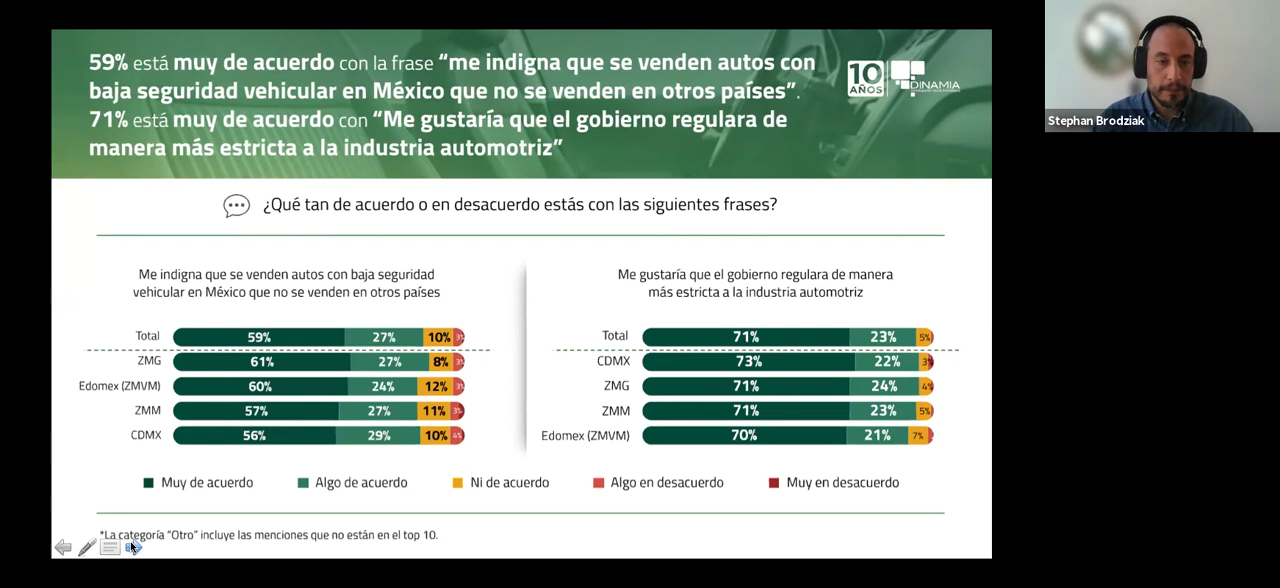 59% está muy de acuerdo con la frase “me indigna que se venden autos con
baja seguridad vehicular en México que no se venden en otros países”.
71% está muy de acuerdo con “Me gustaría que el gobierno regulara de
manera más estricta a la industria automotriz”
10
AÑOS
DINAMIA
Stephan Brodziak
¿Qué tan de acuerdo o en desacuerdo estás con las siguientes frases?
Me indigna que se venden autos con baja seguridad
vehicular en México que no se venden en otros países
Total 59% 27% 10% 3%
ZMG 61% 27% 8% 3%
Edomex (ZMVM) 60% 24% 12% 3%
ZMM 57% 27% 11% 3%
CDMX 56% 29% 10% 4%
Me gustaría que el gobierno regulara de manera
más estricta a la industria automotriz
Total 71% 23% 5%
CDMX 73% 22% 3%
ZMG 71% 24% 4%
ZMM 71% 23% 5%
Edomex (ZMVM) 70% 21% 7%
Muy de acuerdo
Algo de acuerdo
Ni de acuerdo
Algo en desacuerdo
Muy en desacuerdo
*La categoría “Otro” incluye las menciones que no están en el top 10.